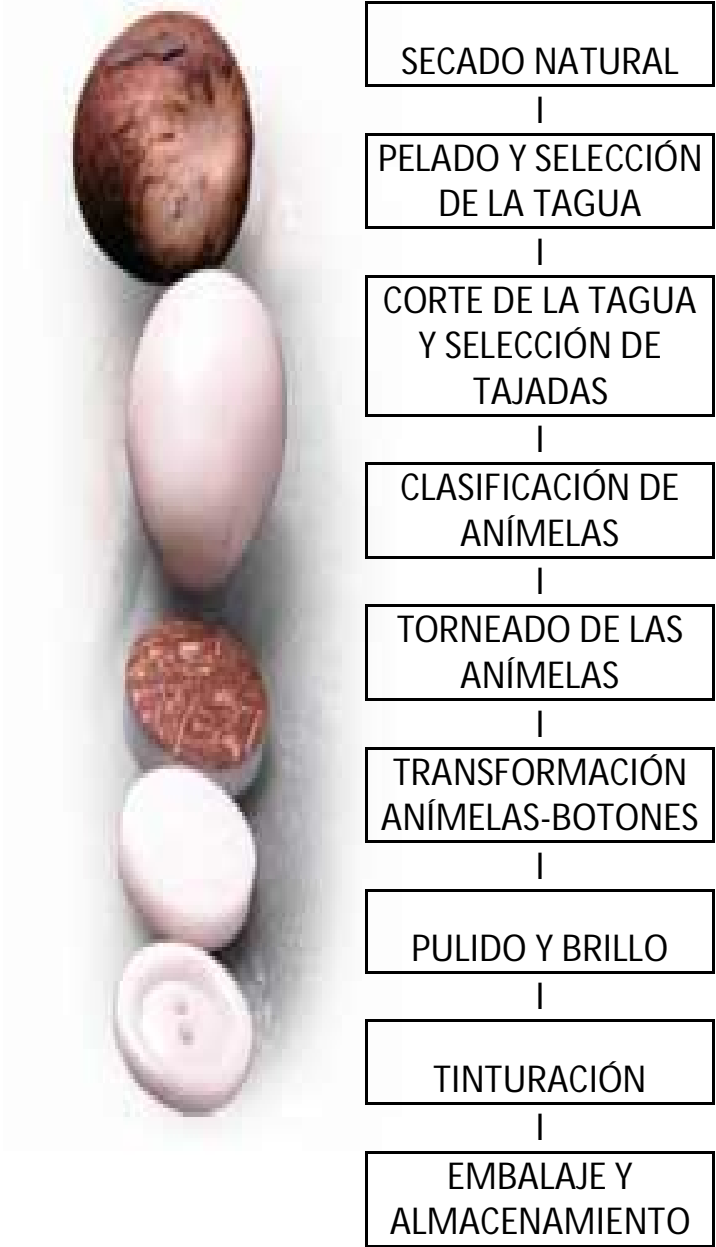 SECADO NATURAL
PELADO Y SELECCIÓN
DE LA TAGUA
CORTE DE LA TAGUA
Y SELECCIÓN DE
TAJADAS
CLASIFICACIÓN DE
ANÍMELAS
TORNEADO DE LAS
ANÍMELAS
TRANSFORMACIÓN
ANÍMELAS-BOTONES
PULIDO Y BRILLO
TINTURACIÓN
EMBALAJE Y
ALMACENAMIENTO